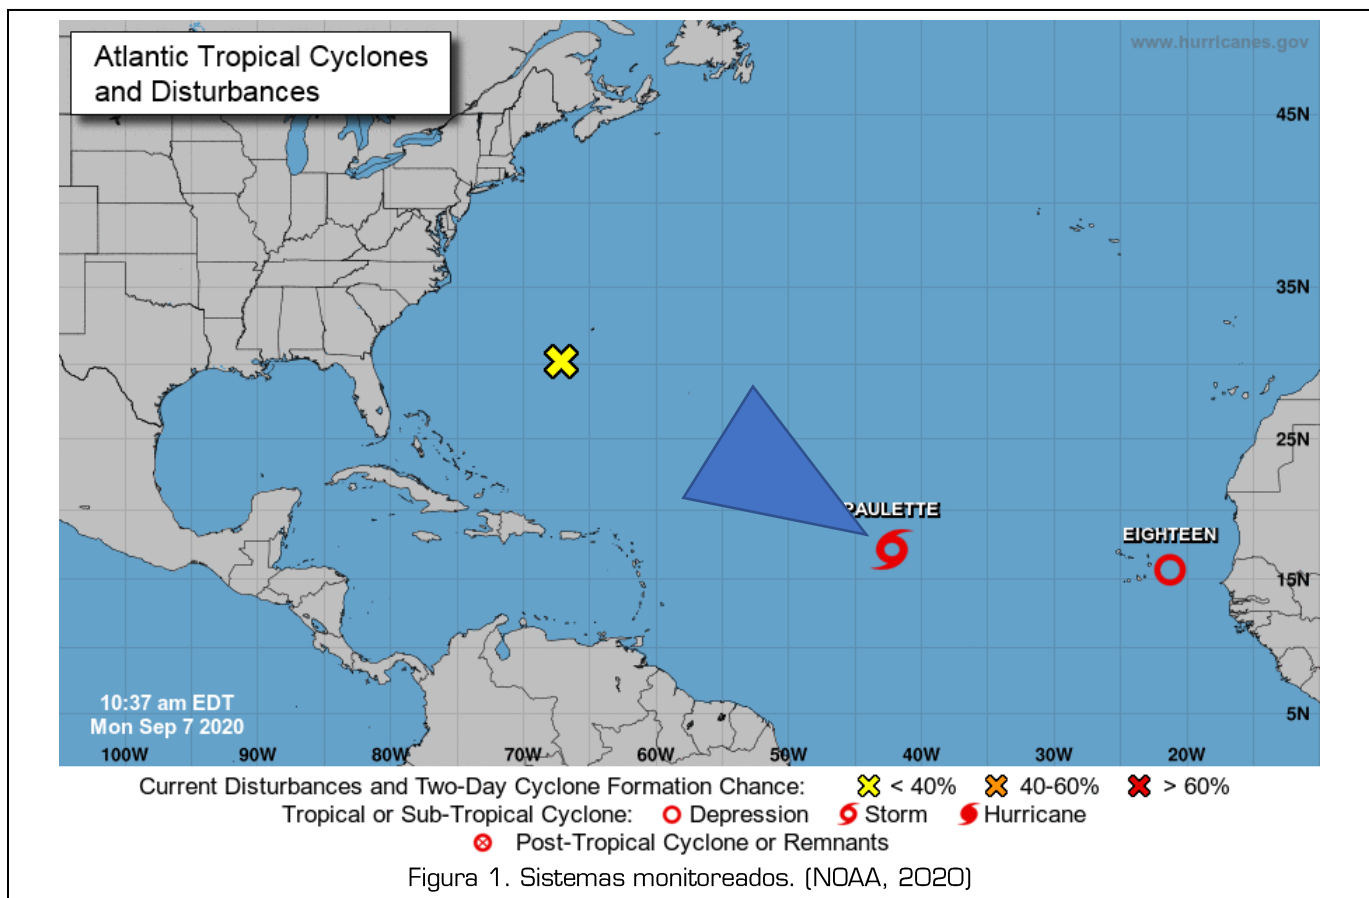 Atlantic Tropical Cyclones
and Disturbances
www.hurricanes.gov
45N
35N
25N
PAULETTE
EIGHTEEN
15N
10:37 am EDT
Mon Sep 7 2020
5N
100W 90W 80W 70W 60W 50W 40W 30W 20W
Current Disturbances and Two-Day Cyclone Formation Chance: < 40% 40-60% > 60%
Tropical or Sub-Tropical Cyclone: Depression Storm Hurricane
Post-Tropical Cyclone or Remnants
Figura 1. Sistemas monitoreados. (NOAA, 2020)